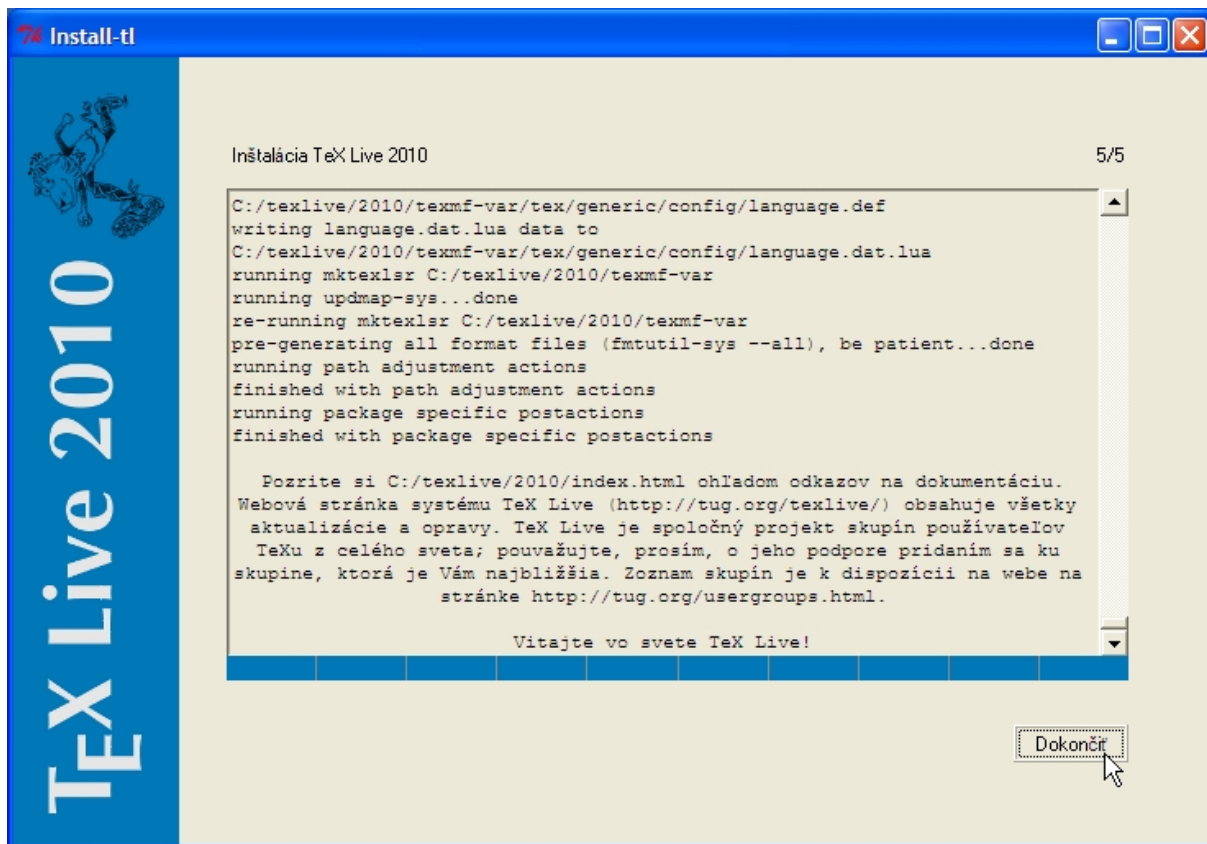 Install-tl
Inštalácia TeX Live 2010 5/5
C:/texlive/2010/texmf-var/tex/generic/config/language.def
writing language.dat.lua data to
C:/texlive/2010/texmf-var/tex/generic/config/language.dat.lua
running mktexlsr C:/texlive/2010/texmf-var
running updmap-sys...done
re-running mktexlsr C:/texlive/2010/texmf-var
pre-generating all format files (fmtutil-sys --all), be patient...done
running path adjustment actions
finished with path adjustment actions
running package specific postactions
finished with package specific postactions
Pozrite si C:/texlive/2010/index.html ohľadom odkazov na dokumentáciu.
Webová stránka systému TeX Live (http://tug.org/texlive/) obsahuje všetky
aktualizácie a opravy. TeX Live je spoločný projekt skupín používateľov
TeXu z celého sveta; pouvažujte, prosím, o jeho podpore pridaním sa ku
skupine, ktorá je Vám najbližšia. Zoznam skupín je k dispozícii na webe na
stránke http://tug.org/usergroups.html.
Vitajte vo svete TeX Live!
Dokončiť
TEX Live 2010